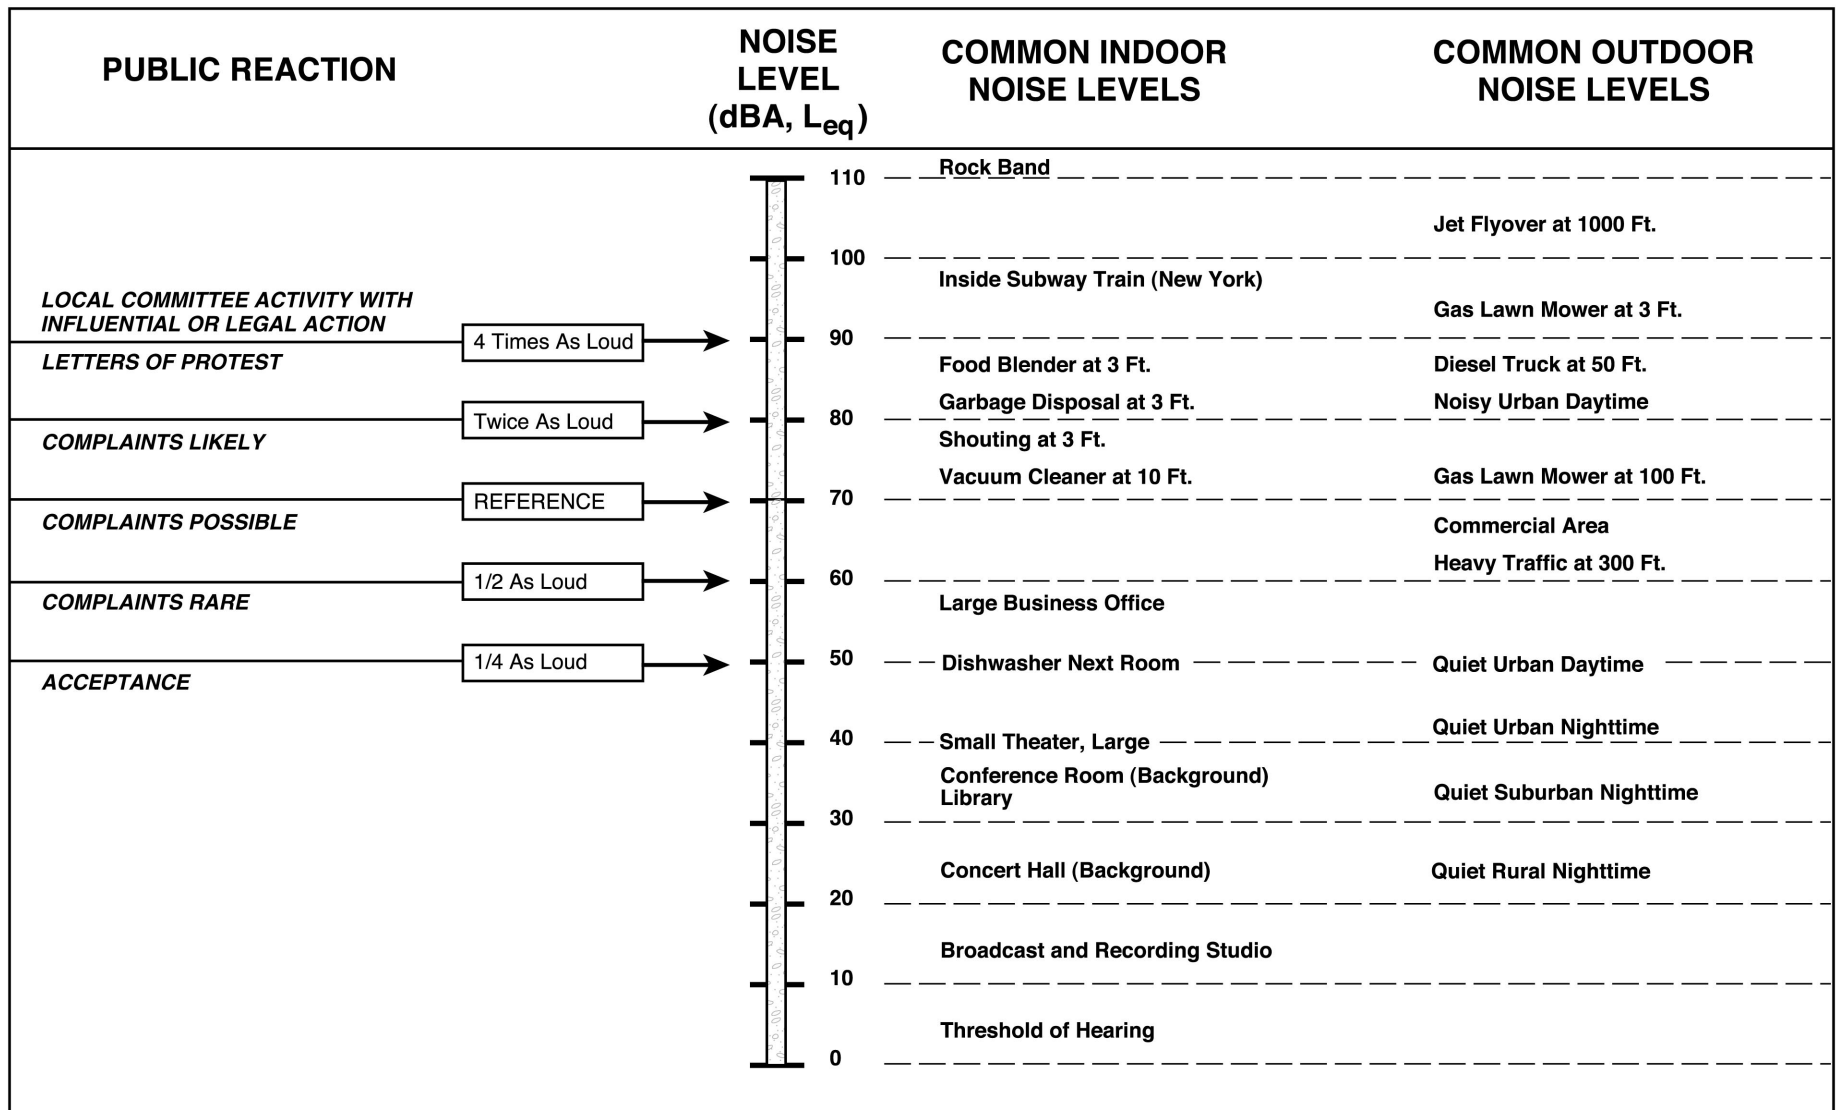 PUBLIC REACTION
NOISE
LEVEL
(dBA, Leq)
COMMON INDOOR
NOISE LEVELS
COMMON OUTDOOR
NOISE LEVELS
110
Rock Band
Jet Flyover at 1000 Ft.
100
Inside Subway Train (New York)
LOCAL COMMITTEE ACTIVITY WITH
INFLUENTIAL OR LEGAL ACTION
Gas Lawn Mower at 3 Ft.
4 Times As Loud
90
LETTERS OF PROTEST
Food Blender at 3 Ft.
Diesel Truck at 50 Ft.
Garbage Disposal at 3 Ft.
Noisy Urban Daytime
Twice As Loud
80
COMPLAINTS LIKELY
Shouting at 3 Ft.
Vacuum Cleaner at 10 Ft.
Gas Lawn Mower at 100 Ft.
REFERENCE
70
COMPLAINTS POSSIBLE
Commercial Area
Heavy Traffic at 300 Ft.
1/2 As Loud
60
COMPLAINTS RARE
Large Business Office
1/4 As Loud
50
Dishwasher Next Room
Quiet Urban Daytime
ACCEPTANCE
Quiet Urban Nighttime
40
Small Theater, Large
Conference Room (Background)
Library
Quiet Suburban Nighttime
30
Concert Hall (Background)
Quiet Rural Nighttime
20
Broadcast and Recording Studio
10
Threshold of Hearing
0